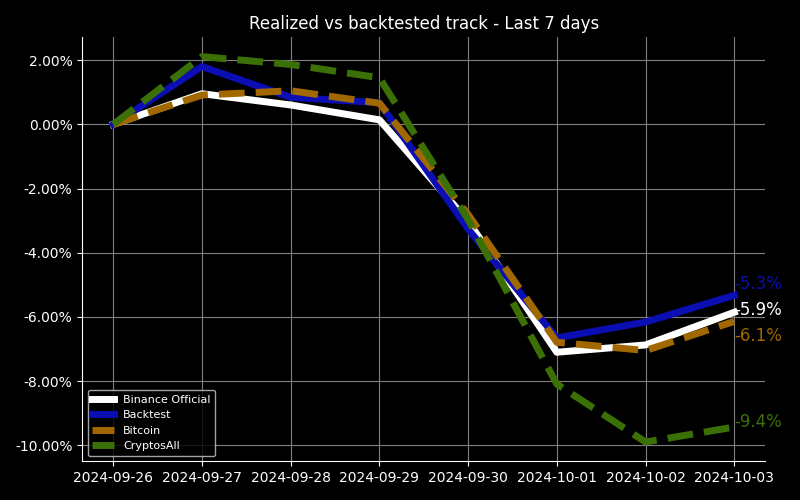 Realized vs backtested track - Last 7 days
2.00%
0.00%
-2.00%
-4.00%
-6.00%
-8.00%
-10.00%
-5.3%
-5.9%
-6.1%
-9.4%
Binance Official
Backtest
Bitcoin
CryptosAll
2024-09-26 2024-09-27 2024-09-28 2024-09-29 2024-09-30 2024-10-01 2024-10-02 2024-10-03